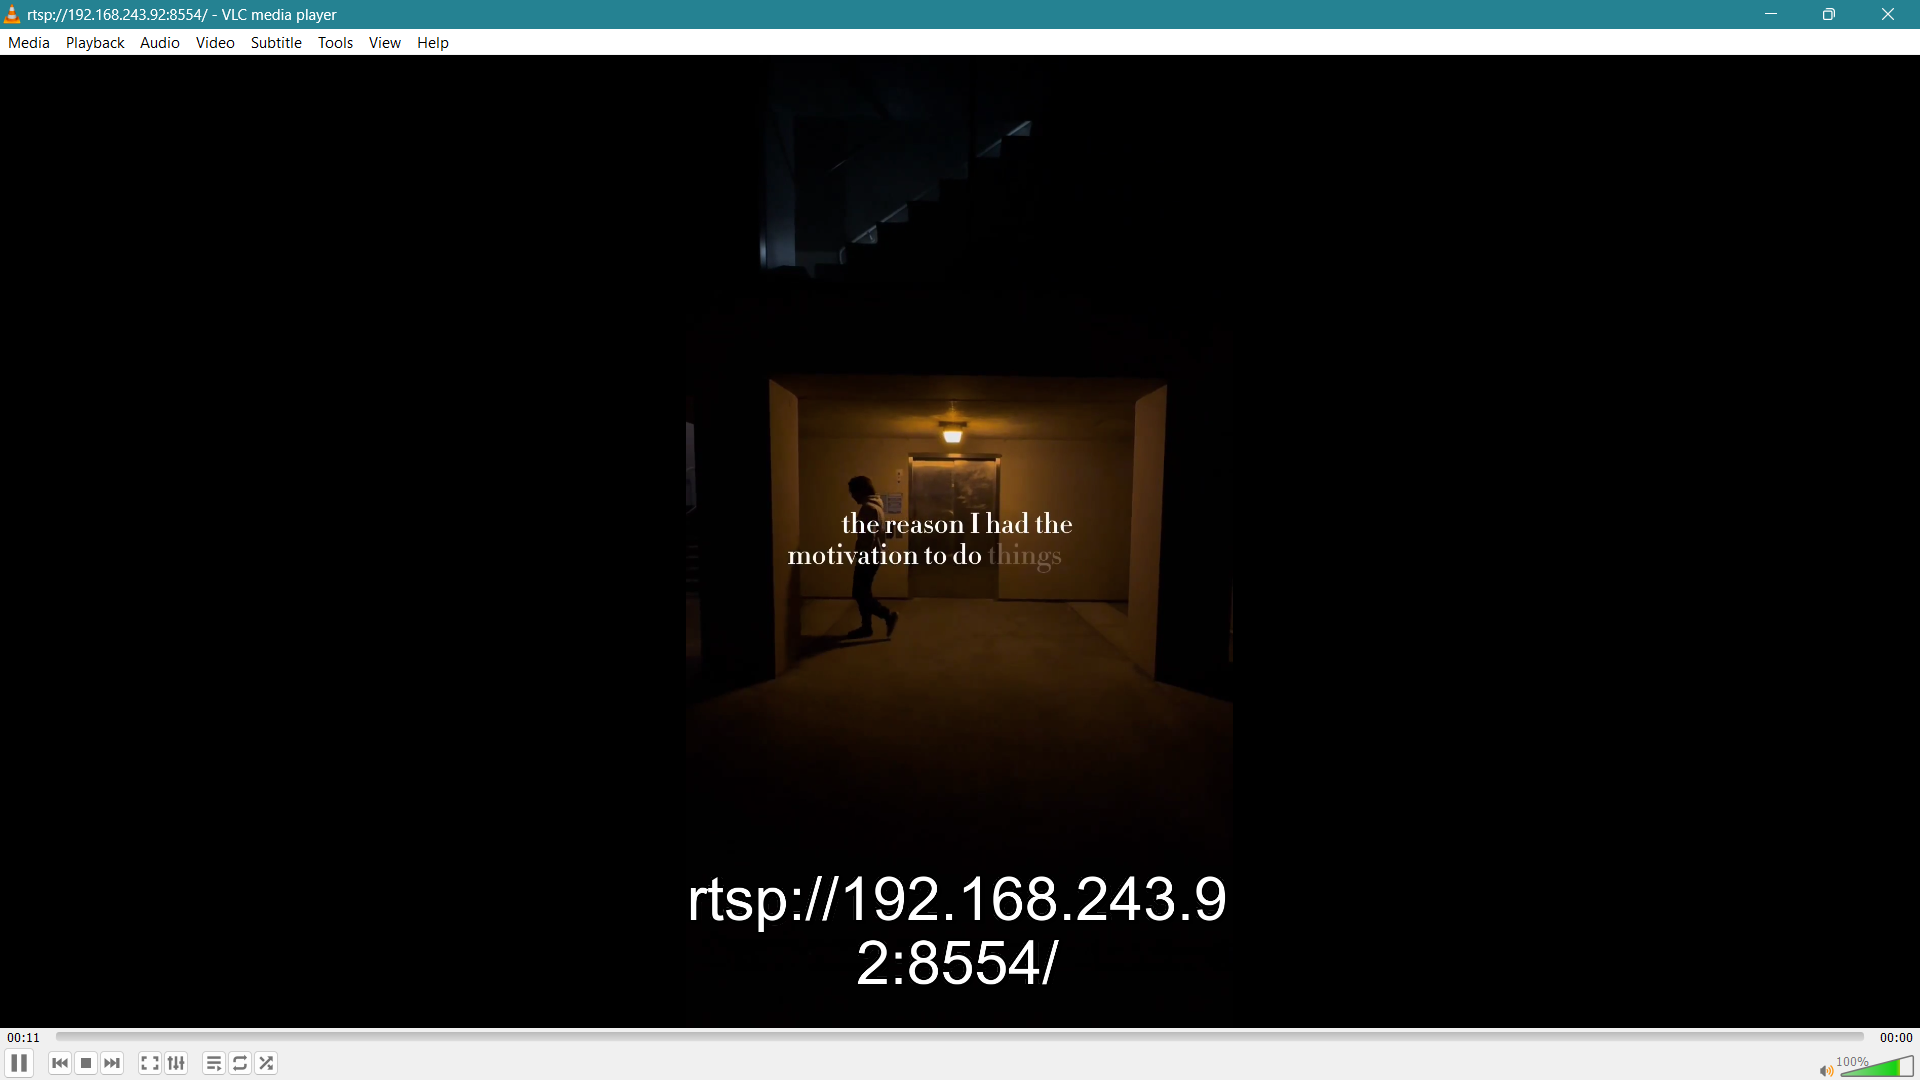 rtsp://192.168.243.92:8554/ - VLC media player
Media Playback Audio Video Subtitle Tools View Help
the reason I had the
motivation to do things
rtsp://192.168.243.9
2:8554/
00:11 00:00
100%